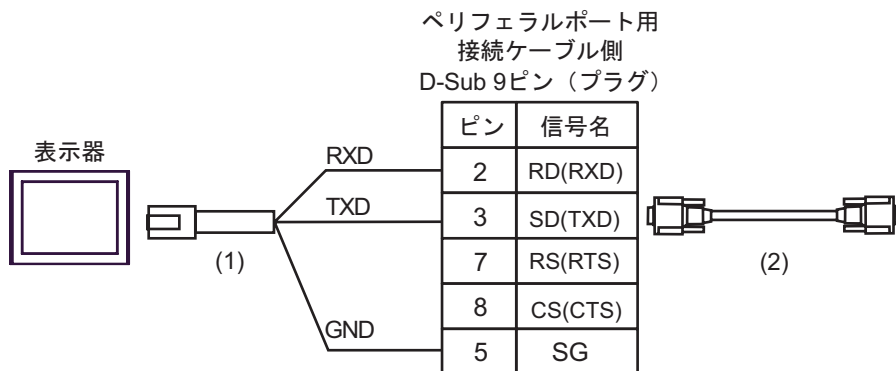 ペリフェラルポート用
接続ケーブル側
D-Sub 9ピン（プラグ）
ピン 信号名
表示器
RXD 2 RD(RXD)
TXD 3 SD(TXD)
7 RS(RTS)
(1) (2)
8 CS(CTS)
GND 5 SG